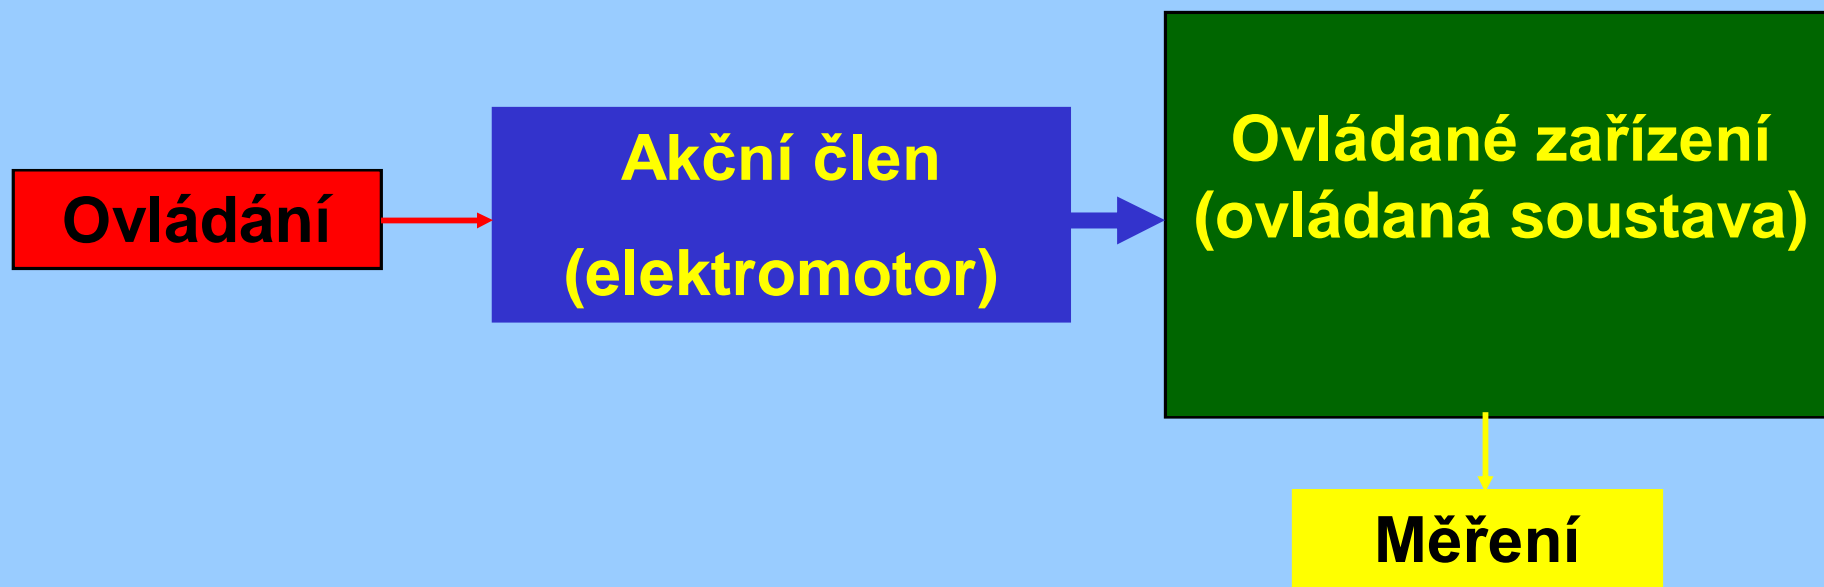 Ovládání
Akční člen
(elektromotor)
Ovládané zařízení
(ovládaná soustava)
Měření